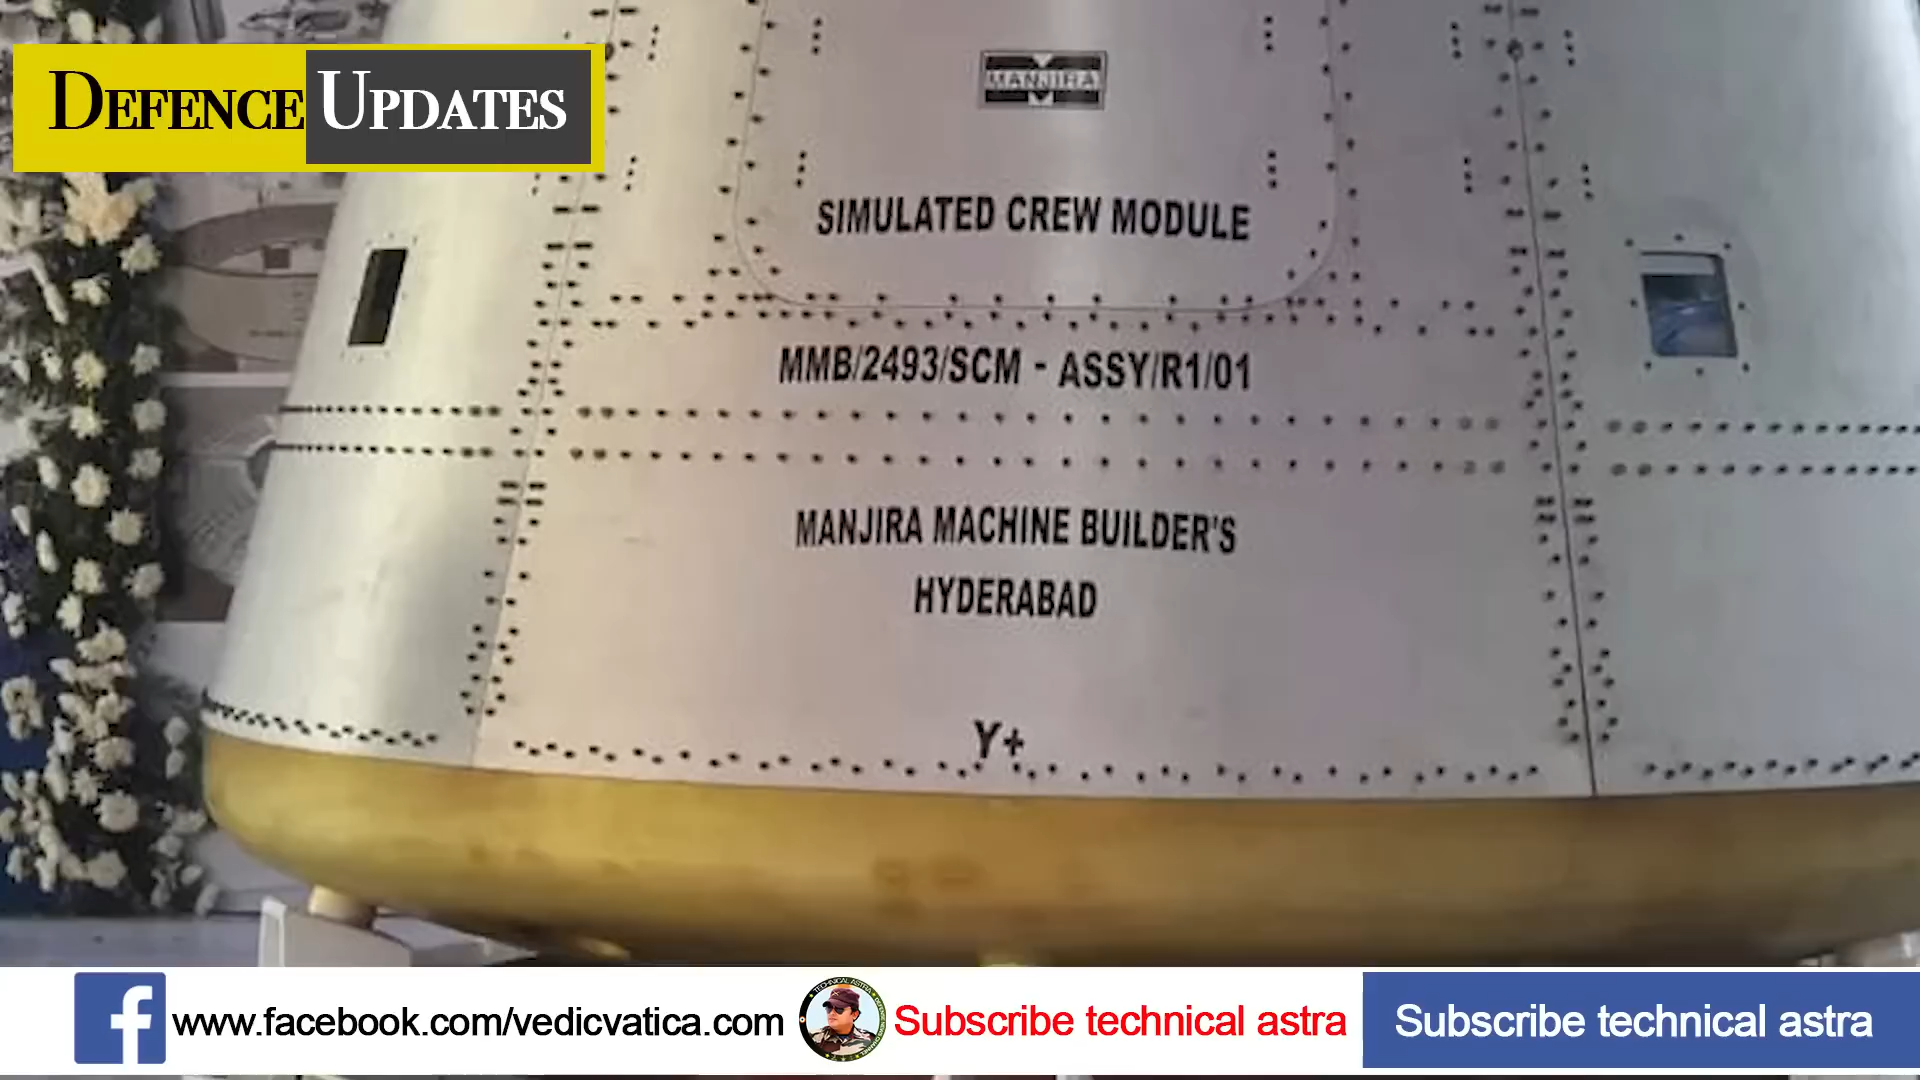 DEFENCE UPDATES
MANJIRA
SIMULATED CREW MODULE
MMB/2493/SCM - ASSY/R1/01
MANJIRA MACHINE BUILDER'S
HYDERABAD
Y+
f www.facebook.com/vedicvatica.com Subscribe technical astra Subscribe technical astra